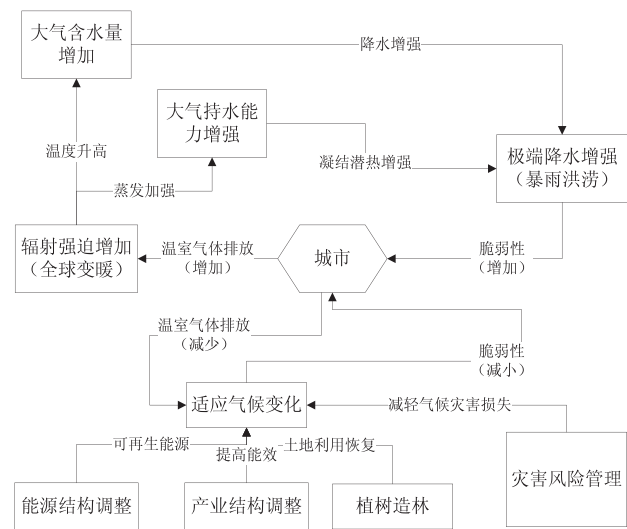 大气含水量
增加
降水增强
大气持水能
力增强
温度升高
凝结潜热增强
极端降水增强
（暴雨洪涝）
蒸发加强
辐射强迫增加
（全球变暖）
温室气体排放
（增加）
城市
脆弱性
（增加）
温室气体排放
（减少）
脆弱性
（减小）
适应气候变化
减轻气候灾害损失
可再生能源
提高能效
土地利用恢复
能源结构调整
产业结构调整
植树造林
灾害风险管理